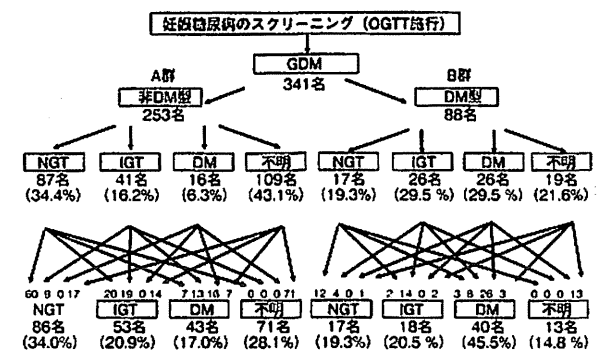 妊娠糖尿病のスクリーニング（OGTT施行）
GDM
341名
A群
非DM型
253名
B群
DM型
88名
NGT IGT DM 不明 NGT IGT DM 不明
87名 41名 16名 109名 17名 26名 26名 19名
(34.4%) (16.2%) (6.3%) (43.1%) (19.3%) (29.5 %) (29.5 %) (21.6%)
60 9 0 17 20 19 0 14 7 13 16 7 0 0 0 71 12 4 0 1 2 14 0 2 3 8 26 3 0 0 0 13
NGT IGT DM 不明 NGT IGT DM 不明
86名 53名 43名 71名 17名 18名 40名 13名
(34.0%) (20.9%) (17.0%) (28.1%) (19.3%) (20.5 %) (45.5%) (14.8 %)